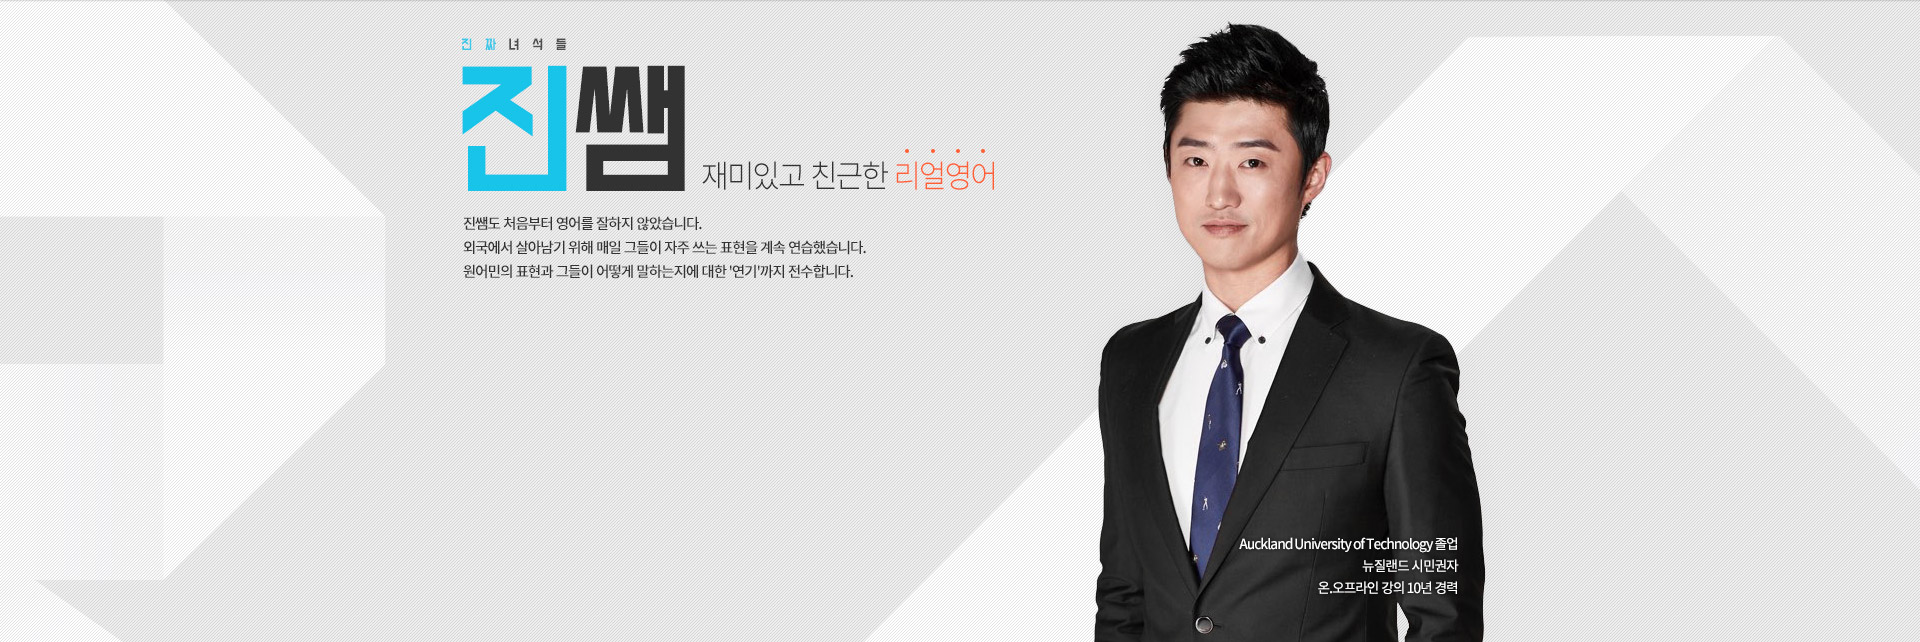 진짜녀석들
진쌤
재미있고 친근한 리얼영어
진쌤도 처음부터 영어를 잘하지 않았습니다.
외국에서 살아남기 위해 매일 그들이 자주 쓰는 표현을 계속 연습했습니다.
원어민의 표현과 그들이 어떻게 말하는지에 대한 '연기'까지 전수합니다.
Auckland University of Technology 졸업
뉴질랜드 시민권자
온.오프라인 강의 10년 경력